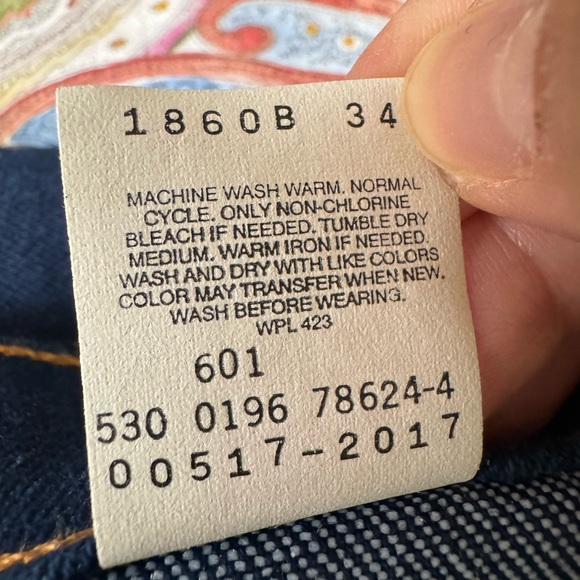 1860B 34
MACHINE WASH WARM. NORMAL
CYCLE. ONLY NON-CHLORINE
BLEACH IF NEEDED. TUMBLE DRY
MEDIUM. WARM IRON IF NEEDED.
WASH AND DRY WITH LIKE COLORS
COLOR MAY TRANSFER WHEN NEW.
WASH BEFORE WEARING.
WPL 423
601
530 0196 78624-4
00517-2017